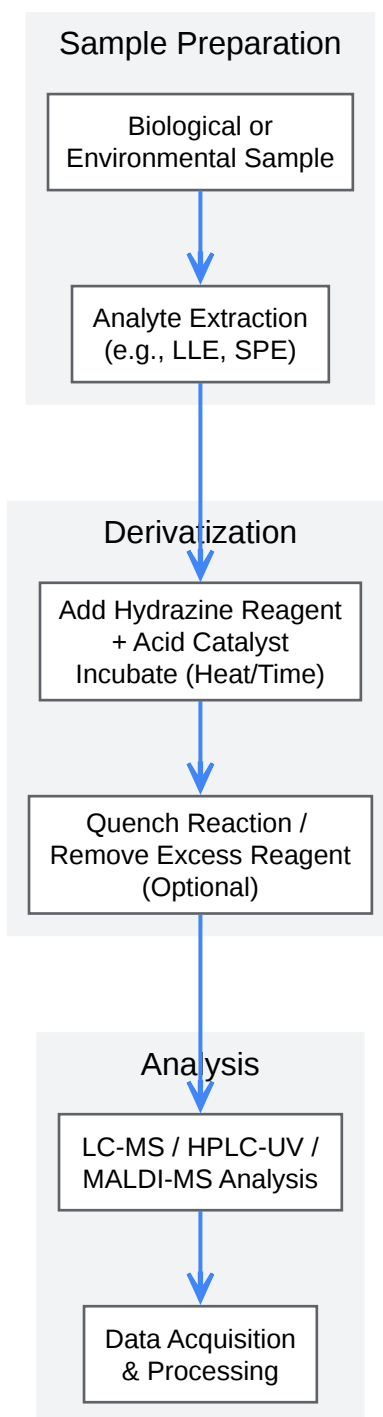 Sample Preparation
Biological or
Environmental Sample
Analyte Extraction
(e.g., LLE, SPE)
Derivatization
Add Hydrazine Reagent
+ Acid Catalyst
Incubate (Heat/Time)
Quench Reaction /
Remove Excess Reagent
(Optional)
Analysis
LC-MS / HPLC-UV /
MALDI-MS Analysis
Data Acquisition
& Processing